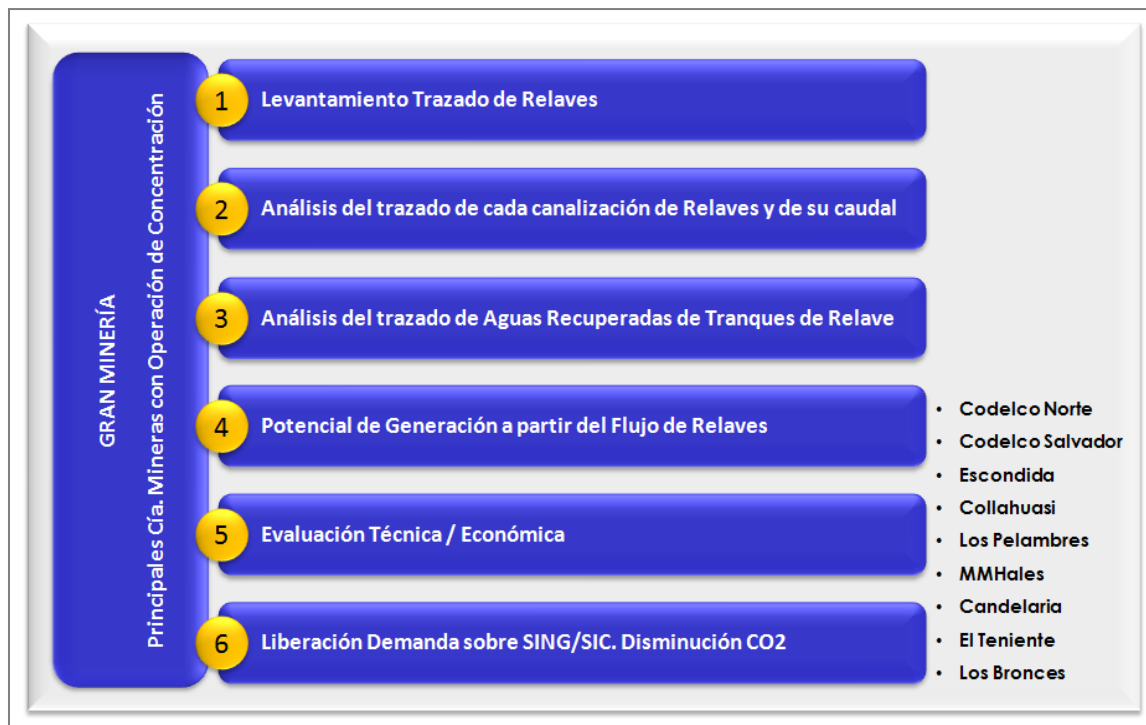 GRAN MINERÍA
Principales Cía. Mineras con Operación de Concentración
1 Levantamiento Trazado de Relaves
2 Análisis del trazado de cada canalización de Relaves y de su caudal
3 Análisis del trazado de Aguas Recuperadas de Tranques de Relave
4 Potencial de Generación a partir del Flujo de Relaves
5 Evaluación Técnica / Económica
6 Liberación Demanda sobre SING/SIC. Disminución CO2
• Codelco Norte
• Codelco Salvador
• Escondida
• Collahuasi
• Los Pelambres
• MMHales
• Candelaria
• El Teniente
• Los Bronces